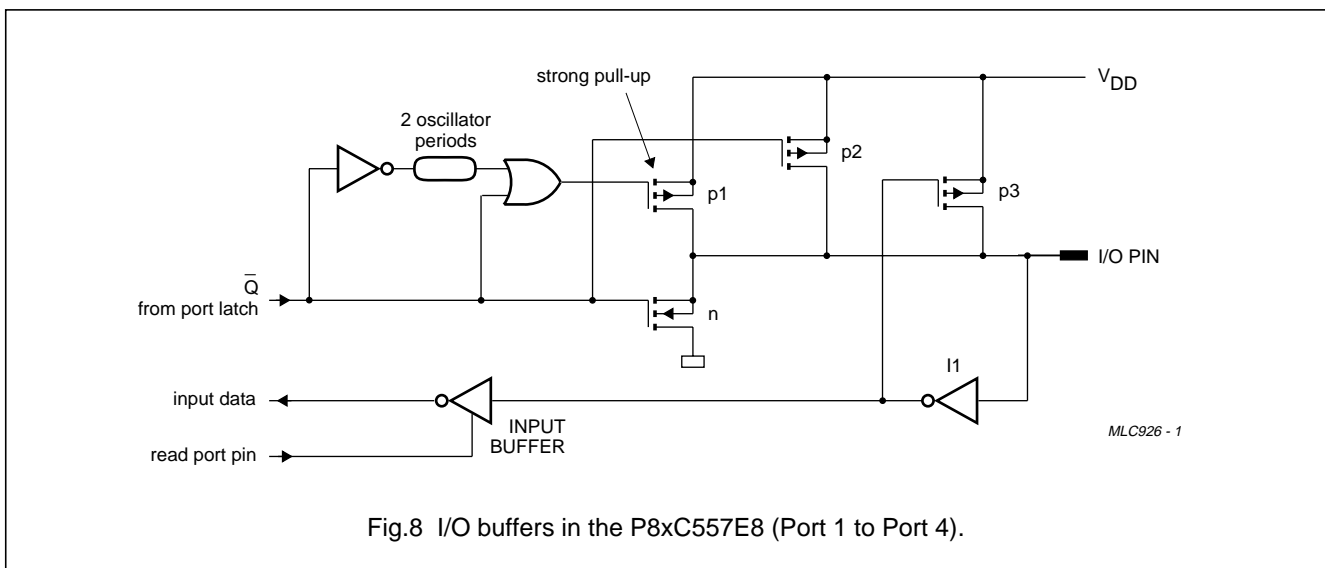 strong pull-up
V DD
2 oscillator
periods
p2
p1
p3
I/O PIN
Q̅
from port latch
n
I1
input data
INPUT
BUFFER
read port pin
MLC926 - 1
Fig.8 I/O buffers in the P8xC557E8 (Port 1 to Port 4).